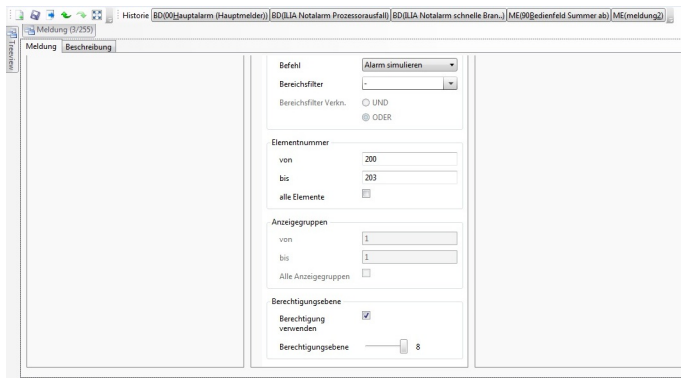 Historie BD(00Hauptalarm (Hauptmelder)) BD(ILIA Notalarm Prozessorausfall) BD(ILIA Notalarm schnelle Bran..) ME(90Bedienfeld Summer ab) ME(meldung2)
Meldung (3/255)
Treeview
Meldung Beschreibung
Befehl Alarm simulieren
Bereichsfilter -
Bereichsfilter Verkn. UND
ODER
Elementnummer
von 200
bis 203
alle Elemente
Anzeigegruppen
von 1
bis 1
Alle Anzeigegruppen
Berechtigungsebene
Berechtigung
verwenden
Berechtigungsebene 8